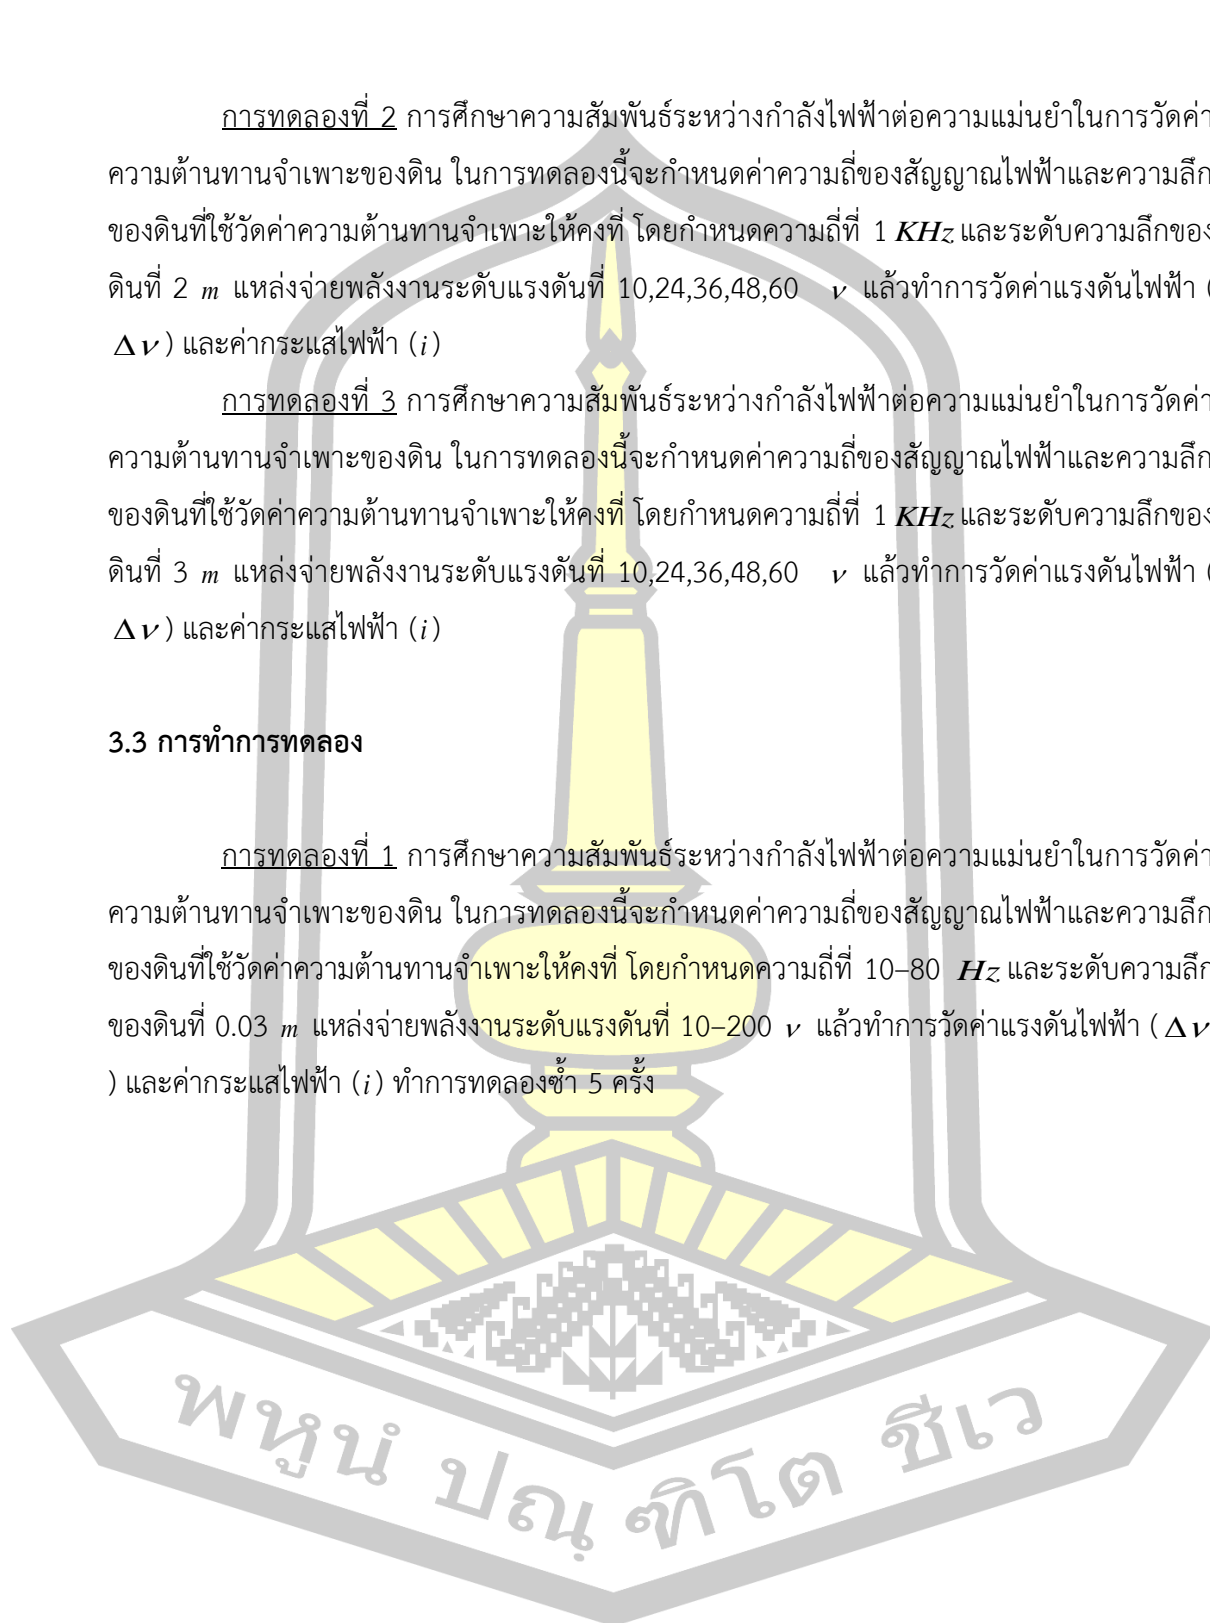 การทดลองที่ 2 การศึกษาความสัมพันธ์ระหว่างกำลังไฟฟ้าต่อความแม่นยำในการวัดค่า
ความต้านทานจำเพาะของดิน ในการทดลองนี้จะกำหนดค่าความถี่ของสัญญาณไฟฟ้าและความลึก
ของดินที่ใช้วัดค่าความต้านทานจำเพาะให้คงที่ โดยกำหนดความถี่ที่ 1 KHz และระดับความลึกของ
ดินที่ 2 m แหล่งจ่ายพลังงานระดับแรงดันที่ 10,24,36,48,60 ν แล้วทำการวัดค่าแรงดันไฟฟ้า (
Δν) และค่ากระแสไฟฟ้า (i)
การทดลองที่ 3 การศึกษาความสัมพันธ์ระหว่างกำลังไฟฟ้าต่อความแม่นยำในการวัดค่า
ความต้านทานจำเพาะของดิน ในการทดลองนี้จะกำหนดค่าความถี่ของสัญญาณไฟฟ้าและความลึก
ของดินที่ใช้วัดค่าความต้านทานจำเพาะให้คงที่ โดยกำหนดความถี่ที่ 1 KHz และระดับความลึกของ
ดินที่ 3 m แหล่งจ่ายพลังงานระดับแรงดันที่ 10,24,36,48,60 ν แล้วทำการวัดค่าแรงดันไฟฟ้า (
Δν) และค่ากระแสไฟฟ้า (i)
3.3 การทำการทดลอง
การทดลองที่ 1 การศึกษาความสัมพันธ์ระหว่างกำลังไฟฟ้าต่อความแม่นยำในการวัดค่า
ความต้านทานจำเพาะของดิน ในการทดลองนี้จะกำหนดค่าความถี่ของสัญญาณไฟฟ้าและความลึก
ของดินที่ใช้วัดค่าความต้านทานจำเพาะให้คงที่ โดยกำหนดความถี่ที่ 10–80 Hz และระดับความลึก
ของดินที่ 0.03 m แหล่งจ่ายพลังงานระดับแรงดันที่ 10–200 ν แล้วทำการวัดค่าแรงดันไฟฟ้า (Δν
) และค่ากระแสไฟฟ้า (i) ทำการทดลองซ้ำ 5 ครั้ง
พหูนํ ปณฺฑิโต ชีเว